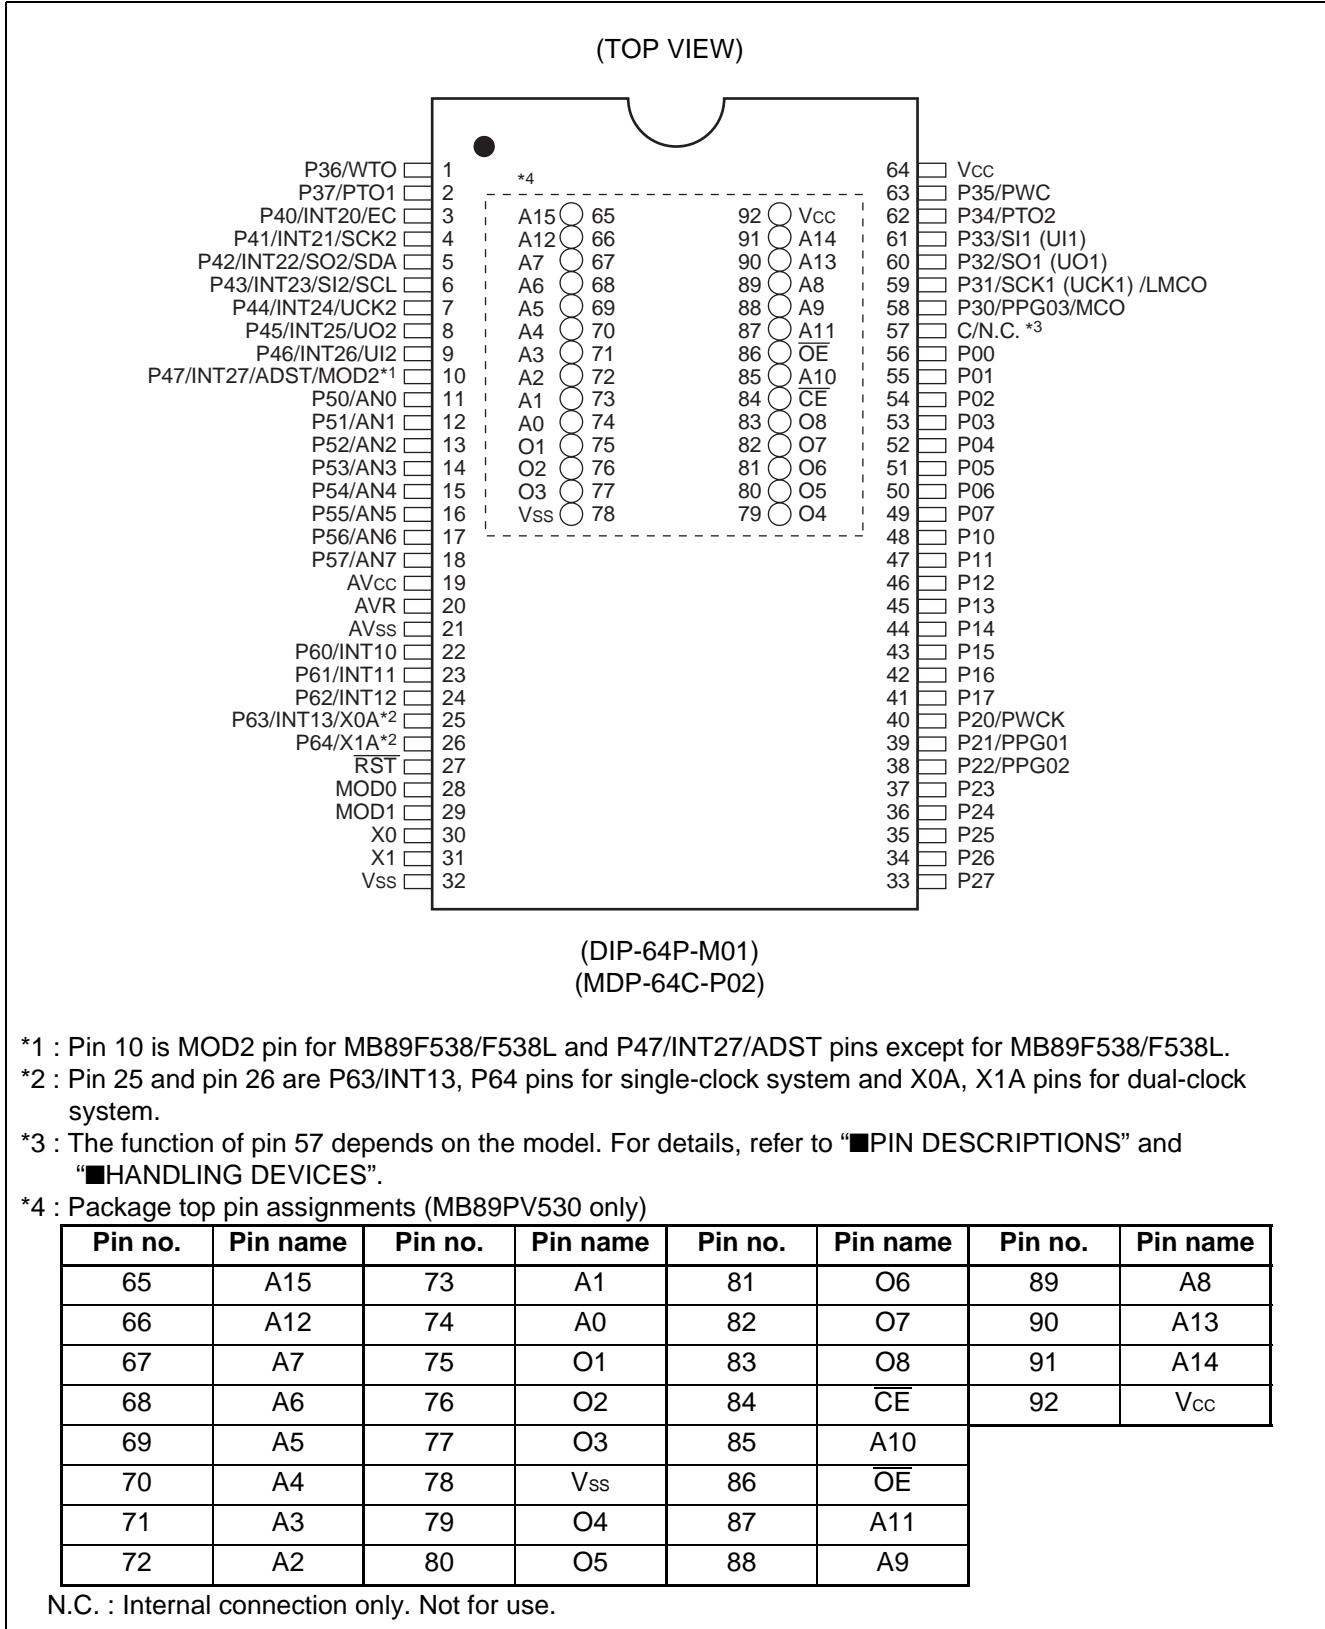 (TOP VIEW)
P36/WTO 1 *4 64 Vcc
P37/PTO1 2 63 P35/PWC
P40/INT20/EC 3 A15 65 92 Vcc 62 P34/PTO2
P41/INT21/SCK2 4 A12 66 91 A14 61 P33/SI1 (UI1)
P42/INT22/SO2/SDA 5 A7 67 90 A13 60 P32/SO1 (UO1)
P43/INT23/SI2/SCL 6 A6 68 89 A8 59 P31/SCK1 (UCK1) /LMCO
P44/INT24/UCK2 7 A5 69 88 A9 58 P30/PPG03/MCO
P45/INT25/UO2 8 A4 70 87 A11 57 C/N.C. *3
P46/INT26/UI2 9 A3 71 86 O̅E̅ 56 P00
P47/INT27/ADST/MOD2*1 10 A2 72 85 A10 55 P01
P50/AN0 11 A1 73 84 C̅E̅ 54 P02
P51/AN1 12 A0 74 83 O8 53 P03
P52/AN2 13 O1 75 82 O7 52 P04
P53/AN3 14 O2 76 81 O6 51 P05
P54/AN4 15 O3 77 80 O5 50 P06
P55/AN5 16 Vss 78 79 O4 49 P07
P56/AN6 17 48 P10
P57/AN7 18 47 P11
AVcc 19 46 P12
AVR 20 45 P13
AVss 21 44 P14
P60/INT10 22 43 P15
P61/INT11 23 42 P16
P62/INT12 24 41 P17
P63/INT13/X0A*2 25 40 P20/PWCK
P64/X1A*2 26 39 P21/PPG01
R̅S̅T̅ 27 38 P22/PPG02
MOD0 28 37 P23
MOD1 29 36 P24
X0 30 35 P25
X1 31 34 P26
Vss 32 33 P27
(DIP-64P-M01)
(MDP-64C-P02)
*1 : Pin 10 is MOD2 pin for MB89F538/F538L and P47/INT27/ADST pins except for MB89F538/F538L.
*2 : Pin 25 and pin 26 are P63/INT13, P64 pins for single-clock system and X0A, X1A pins for dual-clock
system.
*3 : The function of pin 57 depends on the model. For details, refer to “■PIN DESCRIPTIONS” and
“■HANDLING DEVICES”.
*4 : Package top pin assignments (MB89PV530 only)
Pin no. Pin name Pin no. Pin name Pin no. Pin name Pin no. Pin name
65 A15 73 A1 81 O6 89 A8
66 A12 74 A0 82 O7 90 A13
67 A7 75 O1 83 O8 91 A14
68 A6 76 O2 84 C̅E̅ 92 Vcc
69 A5 77 O3 85 A10
70 A4 78 Vss 86 O̅E̅
71 A3 79 O4 87 A11
72 A2 80 O5 88 A9
N.C. : Internal connection only. Not for use.